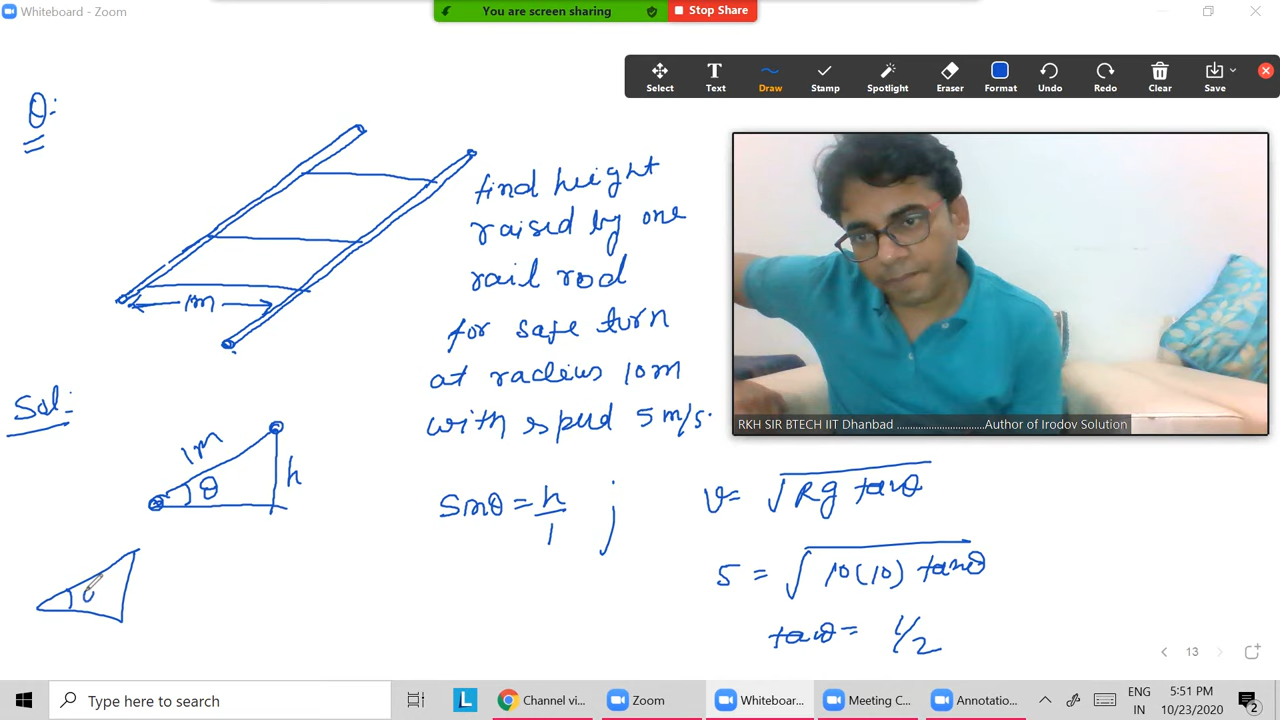 Whiteboard - Zoom
You are screen sharing
Stop Share
Select
Text
Draw
Stamp
Spotlight
Eraser
Format
Undo
Redo
Clear
Save
Q:
find height
raised by one
rail rod
for safe turn
at radius 10m
with speed 5 m/s.
1m
Sol:
1m
θ
h
sinθ = h/1 ;
v= √Rg tanθ
5 = √10(10) tanθ
tanθ = 1/2
RKH SIR BTECH IIT Dhanbad ................................Author of Irodov Solution
13
Type here to search
L
Channel vi...
Zoom
Whiteboar...
Meeting C...
Annotatio...
ENG
IN
5:51 PM
10/23/2020
2